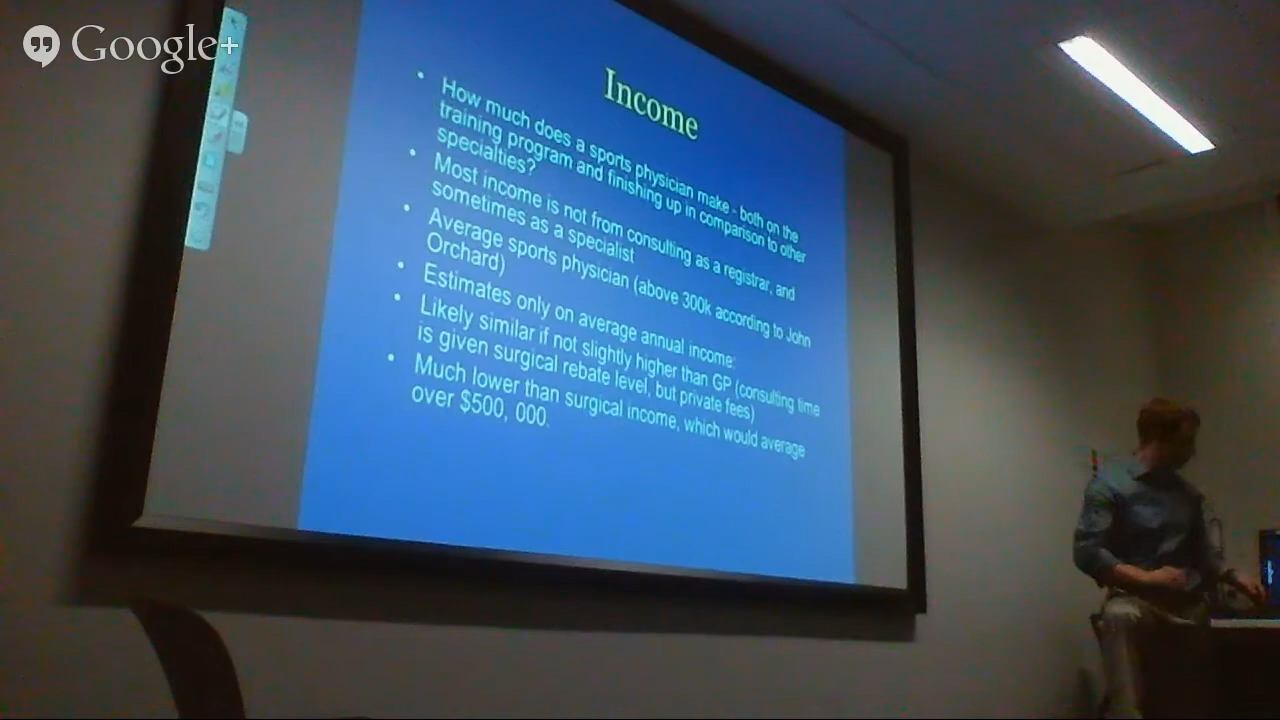 Google+
Income
• How much does a sports physician make - both on the
training program and finishing up in comparison to other
specialties?
• Most income is not from consulting as a registrar, and
sometimes as a specialist
• Average sports physician (above 300k according to John
Orchard)
• Estimates only on average annual income:
• Likely similar if not slightly higher than GP (consulting time
is given surgical rebate level, but private fees)
• Much lower than surgical income, which would average
over $500, 000.